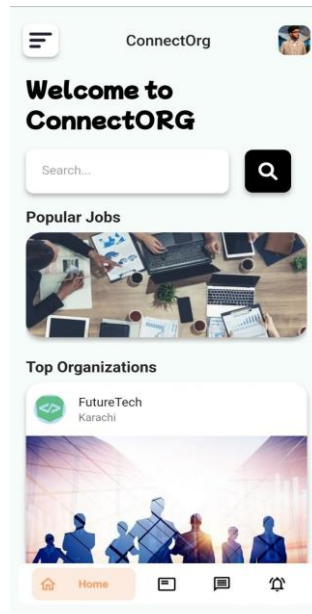 ConnectOrg
Welcome to
ConnectORG
Search...
Popular Jobs
Top Organizations
FutureTech
Karachi
Home